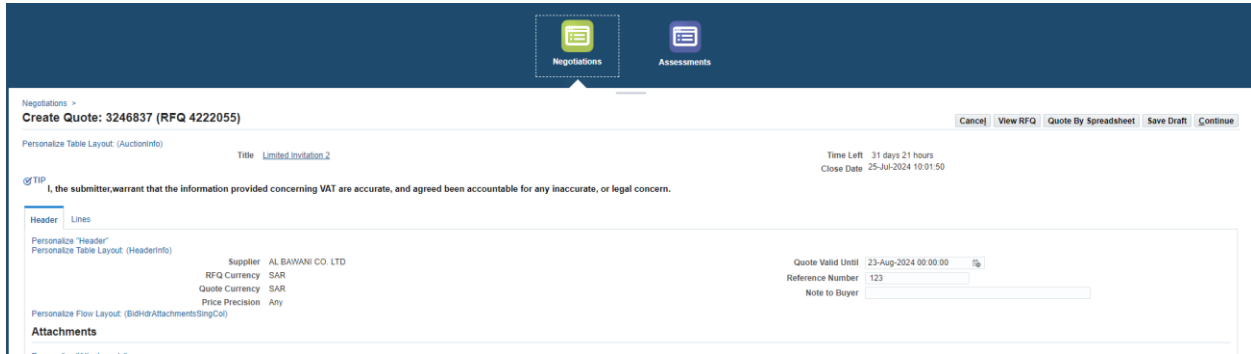 Negotiations
Assessments
Negotiations >
Create Quote: 3246837 (RFQ 4222055)
Cancel View RFQ Quote By Spreadsheet Save Draft Continue
Personalize Table Layout: (AuctionInfo)
Title Limited Invitation 2
Time Left 31 days 21 hours
Close Date 25-Jul-2024 10:01:50
TIP
I, the submitter,warrant that the information provided concerning VAT are accurate, and agreed been accountable for any inaccurate, or legal concern.
Header Lines
Personalize "Header"
Personalize Table Layout: (HeaderInfo)
Supplier AL BAWANI CO. LTD
RFQ Currency SAR
Quote Currency SAR
Price Precision Any
Quote Valid Until 23-Aug-2024 00:00:00
Reference Number 123
Note to Buyer
Personalize Flow Layout: (BidHdrAttachmentsSingCol)
Attachments